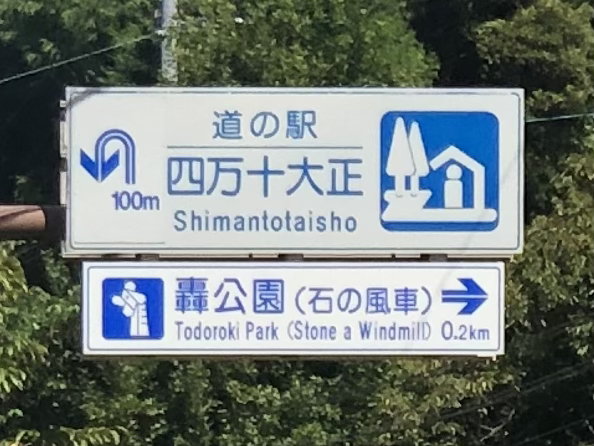 道の駅
四万十大正
100m
Shimantotaisho
轟公園(石の風車)
Todoroki Park (Stone a Windmill) 0.2km